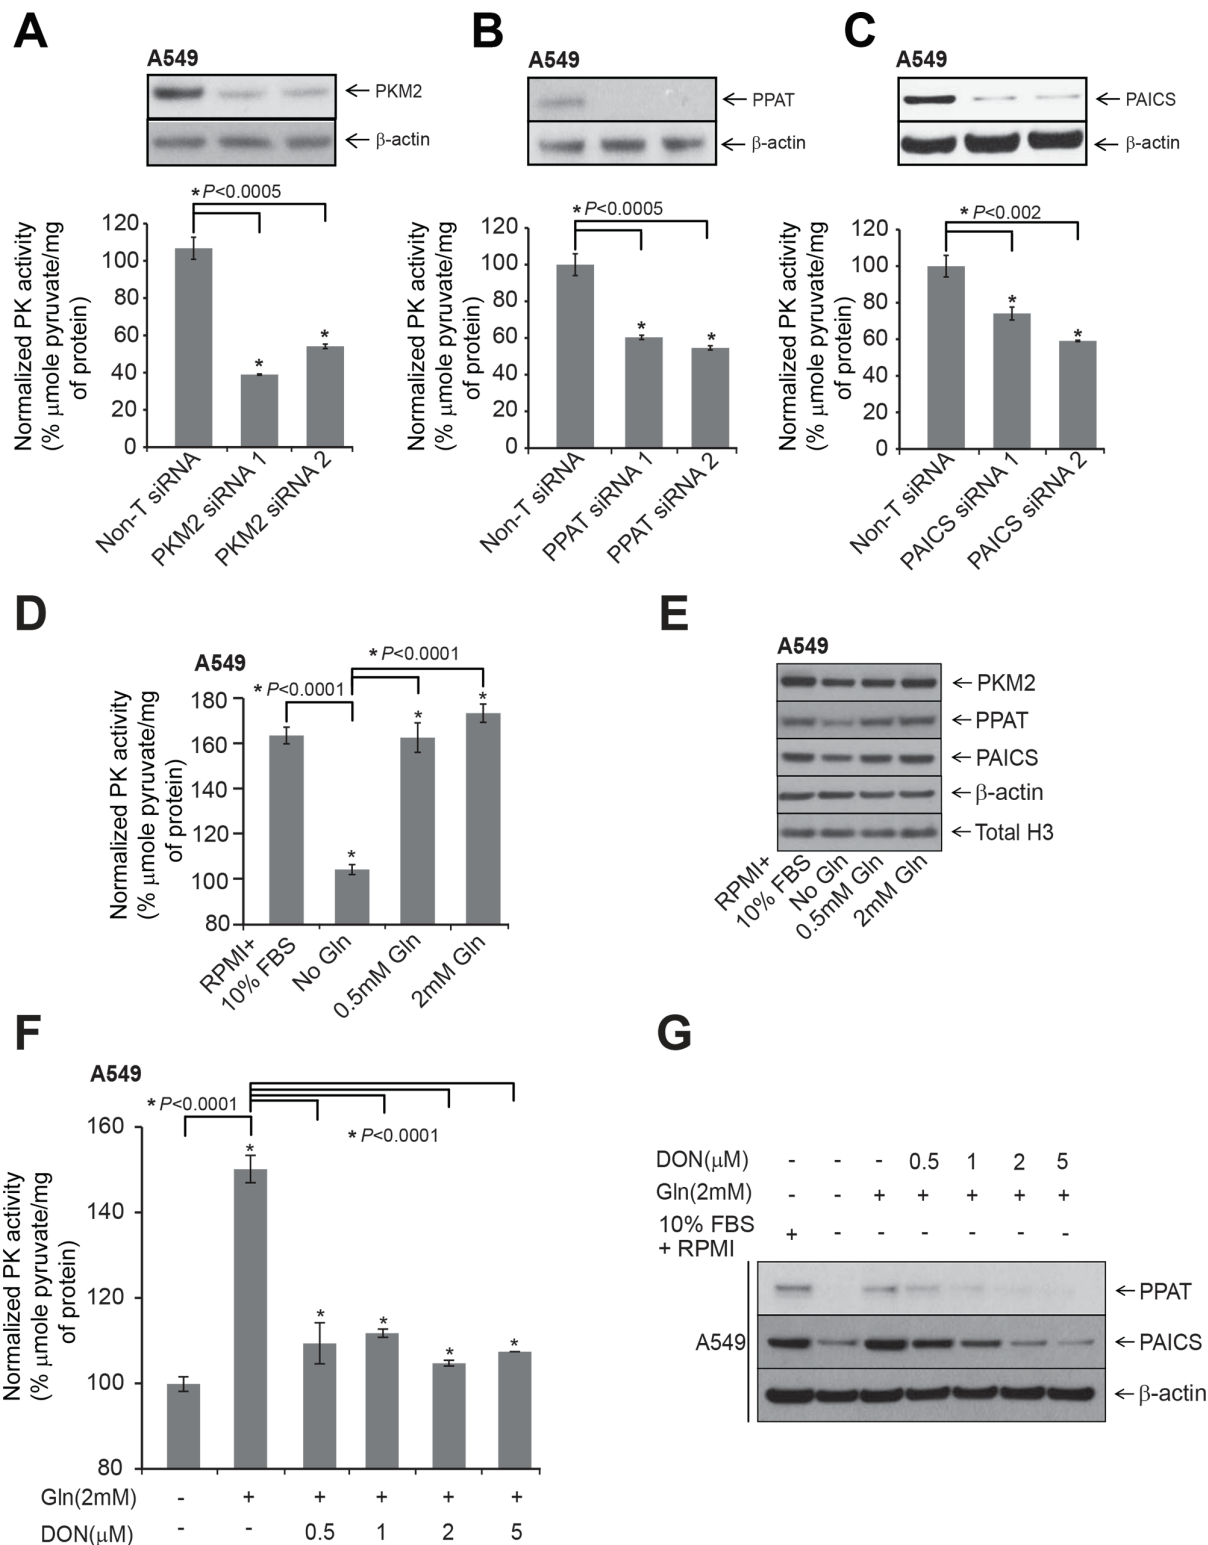 A
A549
← PKM2
← β-actin
* P<0.0005
Normalized PK activity
(% μmole pyruvate/mg
of protein)
120
100
80
60
40
20
0
*
*
Non-T siRNA
PKM2 siRNA 1
PKM2 siRNA 2
B
A549
← PPAT
← β-actin
* P<0.0005
Normalized PK activity
(% μmole pyruvate/mg
of protein)
120
100
80
60
40
20
0
*
*
Non-T siRNA
PPAT siRNA 1
PPAT siRNA 2
C
A549
← PAICS
← β-actin
* P<0.002
Normalized PK activity
(% μmole pyruvate/mg
of protein)
120
100
80
60
40
20
0
*
*
Non-T siRNA
PAICS siRNA 1
PAICS siRNA 2
D
A549
* P<0.0001
* P<0.0001
Normalized PK activity
(% μmole pyruvate/mg
of protein)
180
160
140
120
100
80
*
*
*
RPMI+
10% FBS
No Gln
0.5mM Gln
2mM Gln
E
A549
← PKM2
← PPAT
← PAICS
← β-actin
← Total H3
RPMI+
10% FBS
No Gln
0.5mM Gln
2mM Gln
F
A549
* P<0.0001
* P<0.0001
Normalized PK activity
(% μmole pyruvate/mg
of protein)
160
140
120
100
80
*
*
*
*
*
Gln(2mM) - + + + + +
DON(μM) - - 0.5 1 2 5
G
DON(μM) - - - 0.5 1 2 5
Gln(2mM) - - + + + + +
10% FBS
+ RPMI + - - - - - -
A549
← PPAT
← PAICS
← β-actin